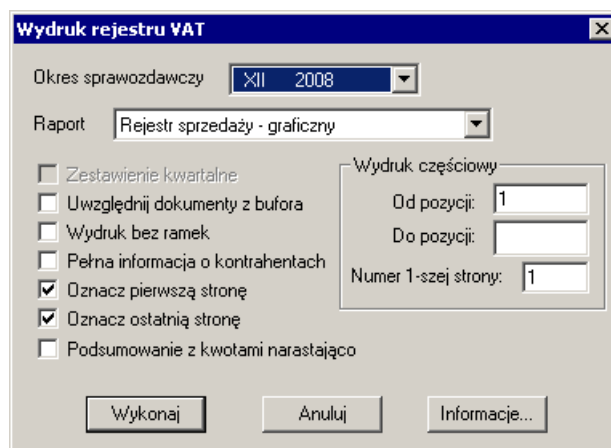 Wydruk rejestru VAT
Okres sprawozdawczy XII 2008
Raport Rejestr sprzedaży - graficzny
Zestawienie kwartalne
Uwzględnij dokumenty z bufora
Wydruk bez ramek
Pełna informacja o kontrahentach
Oznacz pierwszą stronę
Oznacz ostatnią stronę
Podsumowanie z kwotami narastająco
Wydruk częściowy
Od pozycji: 1
Do pozycji:
Numer 1-szej strony: 1
Wykonaj Anuluj Informacje...